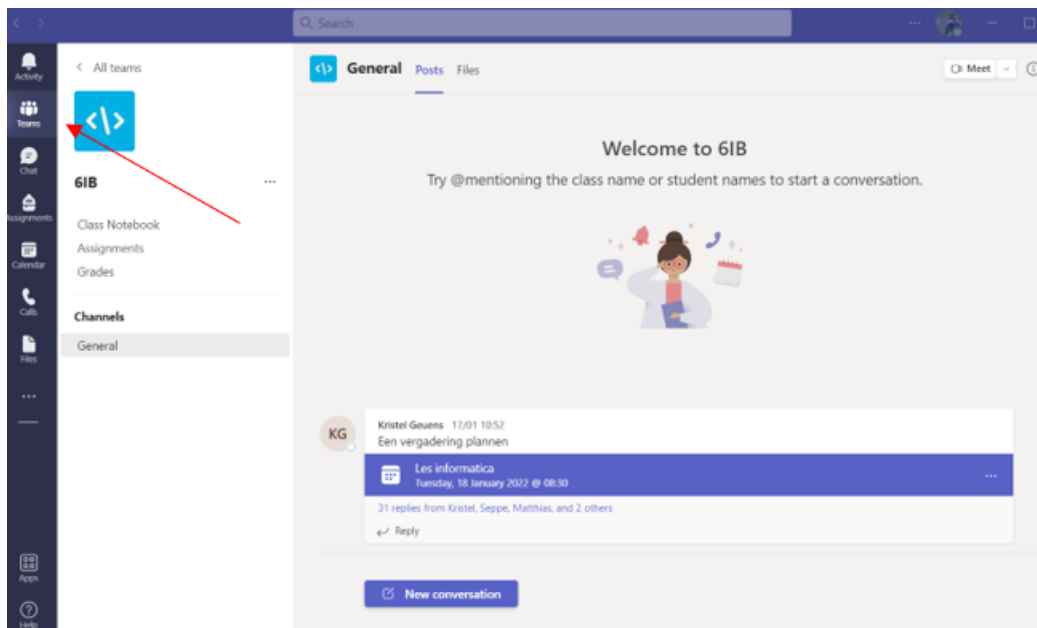 Search
Activity
Teams
Chat
Assignments
Calendar
Calls
Files
Apps
Help
All teams
</>
6IB
Class Notebook
Assignments
Grades
Channels
General
General Posts Files
Meet
Welcome to 6IB
Try @mentioning the class name or student names to start a conversation.
KG
Kristel Geuens 17/01 10:52
Een vergadering plannen
Les informatica
Tuesday, 18 January 2022 @ 08:30
31 replies from Kristel, Seppe, Matthias, and 2 others
Reply
New conversation